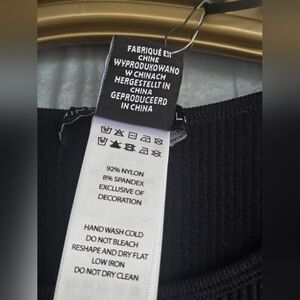 FABRIQUÉ EN
CHINE
WYPRODUKOWANO
W CHINACH
HERGESTELLT IN
CHINA
GEPRODUCEERD
IN CHINA
92% NYLON
8% SPANDEX
EXCLUSIVE OF
DECORATION
HAND WASH COLD
DO NOT BLEACH
RESHAPE AND DRY FLAT
LOW IRON
DO NOT DRY CLEAN